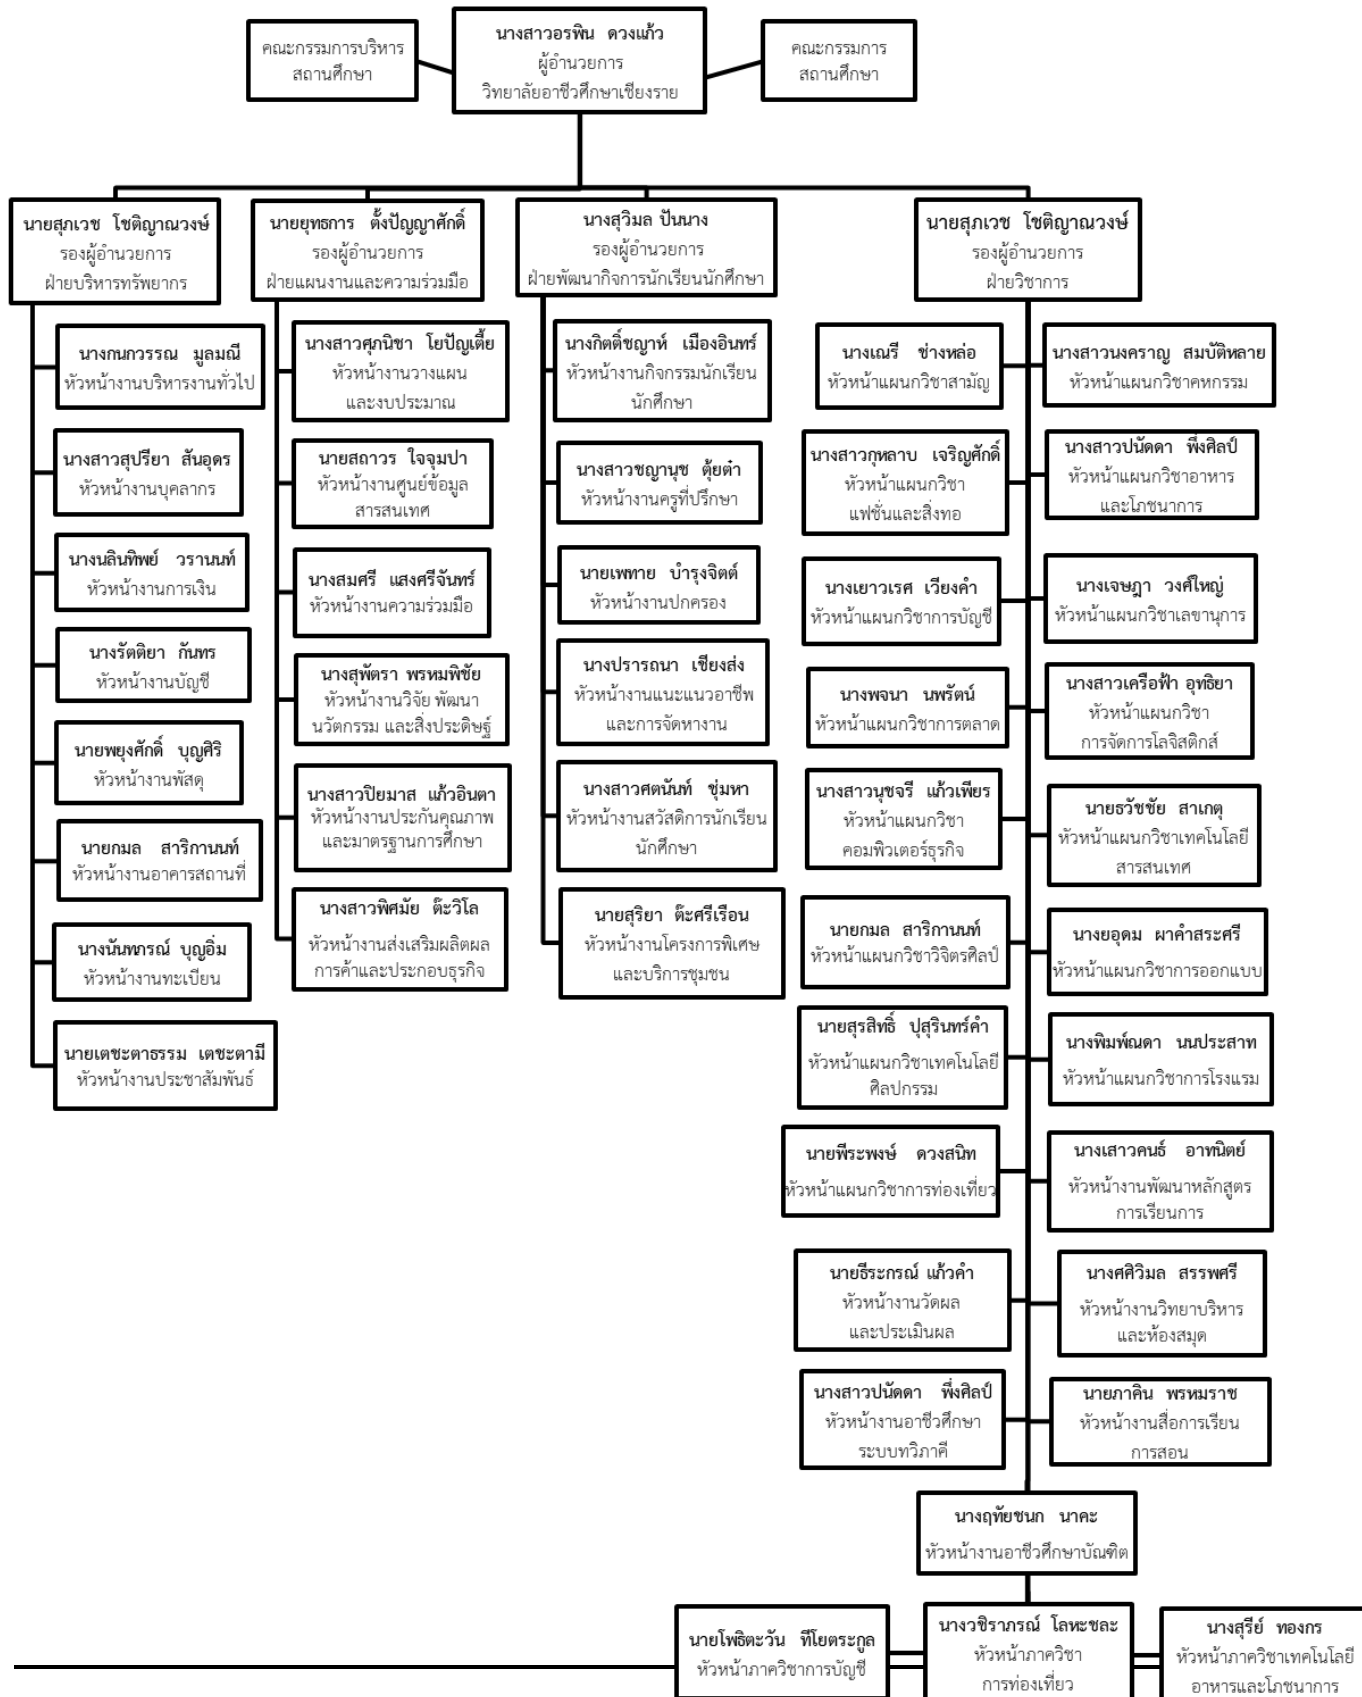 นางสาวอรพิน ดวงแก้ว
ผู้อำนวยการ
วิทยาลัยอาชีวศึกษาเชียงราย
คณะกรรมการบริหาร
สถานศึกษา
คณะกรรมการ
สถานศึกษา
นายสุภเวช โชติญาณวงษ์
รองผู้อำนวยการ
ฝ่ายบริหารทรัพยากร
นางกนกวรรณ มูลมณี
หัวหน้างานบริหารงานทั่วไป
นางสาวสุปรียา สันอุดร
หัวหน้างานบุคลากร
นางนลินทิพย์ วรานนท์
หัวหน้างานการเงิน
นางรัตติยา กันทร
หัวหน้างานบัญชี
นายพยุงศักดิ์ บุญศิริ
หัวหน้างานพัสดุ
นายกมล สาริกานนท์
หัวหน้างานอาคารสถานที่
นางนันทภรณ์ บุญอิ่ม
หัวหน้างานทะเบียน
นายเตชะตาธรรม เตชะตามี
หัวหน้างานประชาสัมพันธ์
นายยุทธการ ตั้งปัญญาศักดิ์
รองผู้อำนวยการ
ฝ่ายแผนงานและความร่วมมือ
นางสาวศุภนิชา โยปัญเตี้ย
หัวหน้างานวางแผน
และงบประมาณ
นายสถาวร ใจจุมปา
หัวหน้างานศูนย์ข้อมูล
สารสนเทศ
นางสมศรี แสงศรีจันทร์
หัวหน้างานความร่วมมือ
นางสุพัตรา พรหมพิชัย
หัวหน้างานวิจัย พัฒนา
นวัตกรรม และสิ่งประดิษฐ์
นางสาวปิยมาส แก้วอินตา
หัวหน้างานประกันคุณภาพ
และมาตรฐานการศึกษา
นางสาวพิศมัย ต๊ะวิโล
หัวหน้างานส่งเสริมผลิตผล
การค้าและประกอบธุรกิจ
นางสุวิมล ปันนาง
รองผู้อำนวยการ
ฝ่ายพัฒนากิจการนักเรียนนักศึกษา
นางกิตติ์ชญาห์ เมืองอินทร์
หัวหน้างานกิจกรรมนักเรียน
นักศึกษา
นางสาวชญานุช ตุ้ยต๋า
หัวหน้างานครูที่ปรึกษา
นายเพทาย บำรุงจิตต์
หัวหน้างานปกครอง
นางปรารถนา เชียงส่ง
หัวหน้างานแนะแนวอาชีพ
และการจัดหางาน
นางสาวศตนันท์ ชุ่มหา
หัวหน้างานสวัสดิการนักเรียน
นักศึกษา
นายสุริยา ต๊ะศรีเรือน
หัวหน้างานโครงการพิเศษ
และบริการชุมชน
นายสุภเวช โชติญาณวงษ์
รองผู้อำนวยการ
ฝ่ายวิชาการ
นางเณรี ช่างหล่อ
หัวหน้าแผนกวิชาสามัญ
นางสาวนงคราญ สมบัติหลาย
หัวหน้าแผนกวิชาคหกรรม
นางสาวกุหลาบ เจริญศักดิ์
หัวหน้าแผนกวิชา
แฟชั่นและสิ่งทอ
นางสาวปนัดดา พึ่งศิลป์
หัวหน้าแผนกวิชาอาหาร
และโภชนาการ
นางเยาวเรศ เวียงคำ
หัวหน้าแผนกวิชาการบัญชี
นางเจษฎา วงศ์ใหญ่
หัวหน้าแผนกวิชาเลขานุการ
นางพจนา นพรัตน์
หัวหน้าแผนกวิชาการตลาด
นางสาวเครือฟ้า อุทธิยา
หัวหน้าแผนกวิชา
การจัดการโลจิสติกส์
นางสาวนุชจรี แก้วเพียร
หัวหน้าแผนกวิชา
คอมพิวเตอร์ธุรกิจ
นายธวัชชัย สาเกตุ
หัวหน้าแผนกวิชาเทคโนโลยี
สารสนเทศ
นายกมล สาริกานนท์
หัวหน้าแผนกวิชาวิจิตรศิลป์
นางยอุดม ผาคำสระศรี
หัวหน้าแผนกวิชาการออกแบบ
นายสุรสิทธิ์ ปุสุรินทร์คำ
หัวหน้าแผนกวิชาเทคโนโลยี
ศิลปกรรม
นางพิมพ์ณดา นนประสาท
หัวหน้าแผนกวิชาการโรงแรม
นายพีระพงษ์ ดวงสนิท
หัวหน้าแผนกวิชาการท่องเที่ยว
นางเสาวคนธ์ อาทนิตย์
หัวหน้างานพัฒนาหลักสูตร
การเรียนการ
นายธีระกรณ์ แก้วคำ
หัวหน้างานวัดผล
และประเมินผล
นางศศิวิมล สรรพศรี
หัวหน้างานวิทยาบริหาร
และห้องสมุด
นางสาวปนัดดา พึ่งศิลป์
หัวหน้างานอาชีวศึกษา
ระบบทวิภาคี
นายภาคิน พรหมราช
หัวหน้างานสื่อการเรียน
การสอน
นางฤทัยชนก นาคะ
หัวหน้างานอาชีวศึกษาบัณฑิต
นายโพธิตะวัน ทีโยตระกูล
หัวหน้าภาควิชาการบัญชี
นางวชิราภรณ์ โลหะชละ
หัวหน้าภาควิชา
การท่องเที่ยว
นางสุรีย์ ทองกร
หัวหน้าภาควิชาเทคโนโลยี
อาหารและโภชนาการ